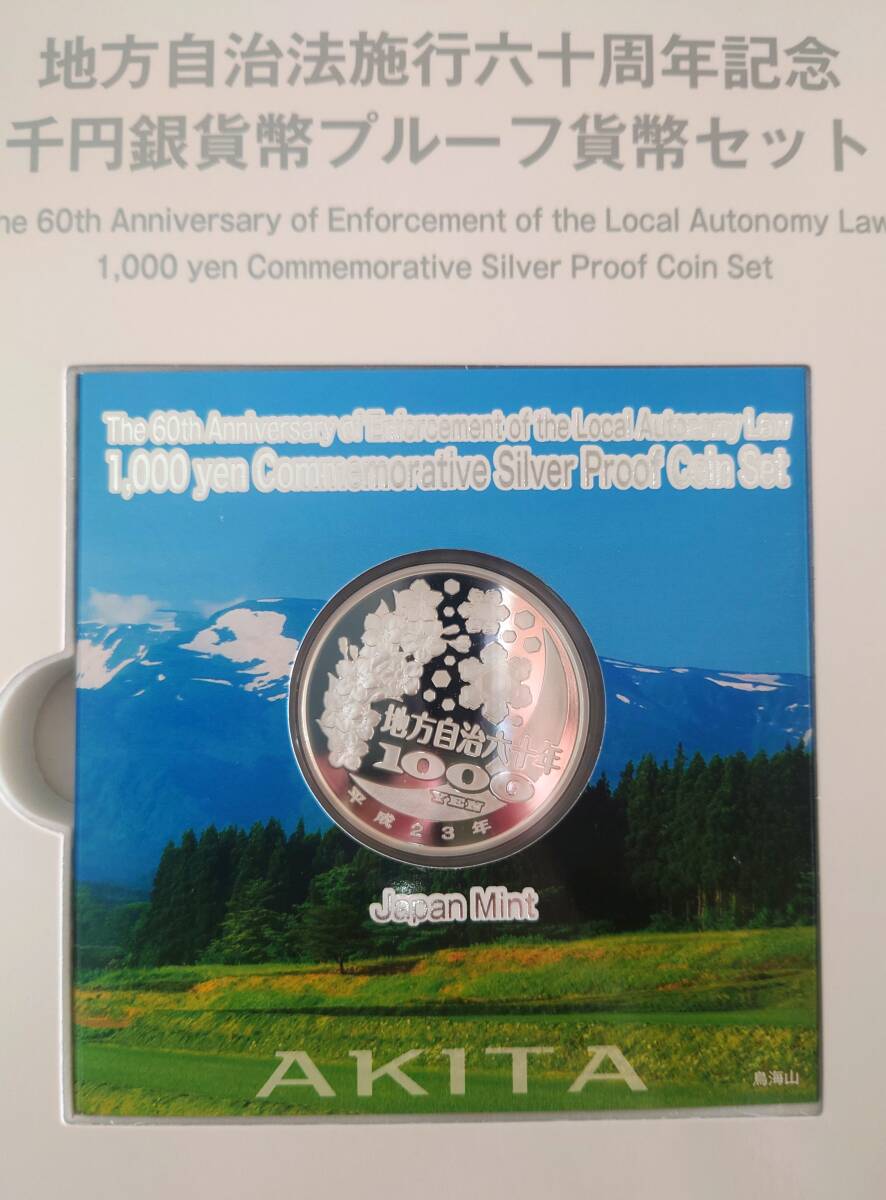 地方自治法施行六十周年記念
千円銀貨幣プルーフ貨幣セット
he 60th Anniversary of Enforcement of the Local Autonomy Law
1,000 yen Commemorative Silver Proof Coin Set
The 60th Anniversary of Enforcement of the Local Autonomy Law
1,000 yen Commemorative Silver Proof Coin Set
地方自治六十年
1000
YEN
平成23年
Japan Mint
AKITA
鳥海山